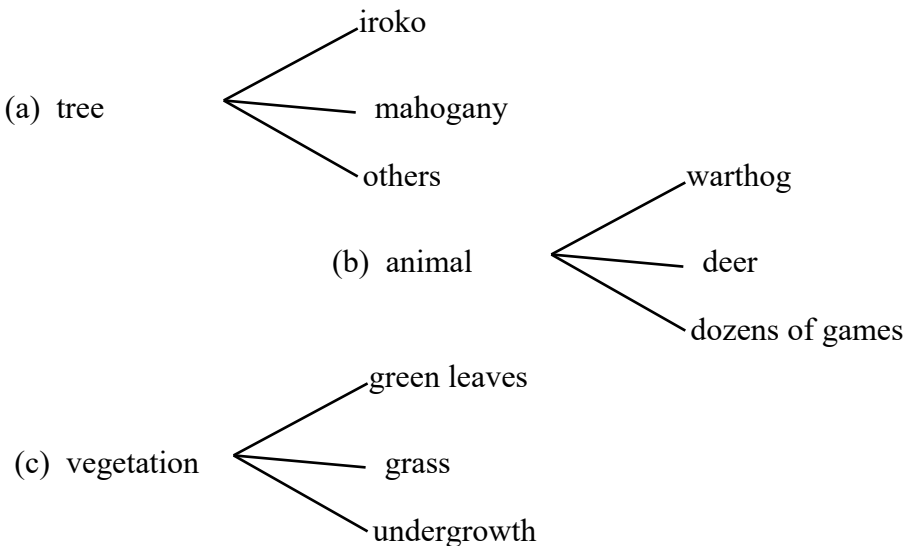 iroko
(a) tree
mahogany
others
warthog
(b) animal
deer
dozens of games
green leaves
(c) vegetation
grass
undergrowth